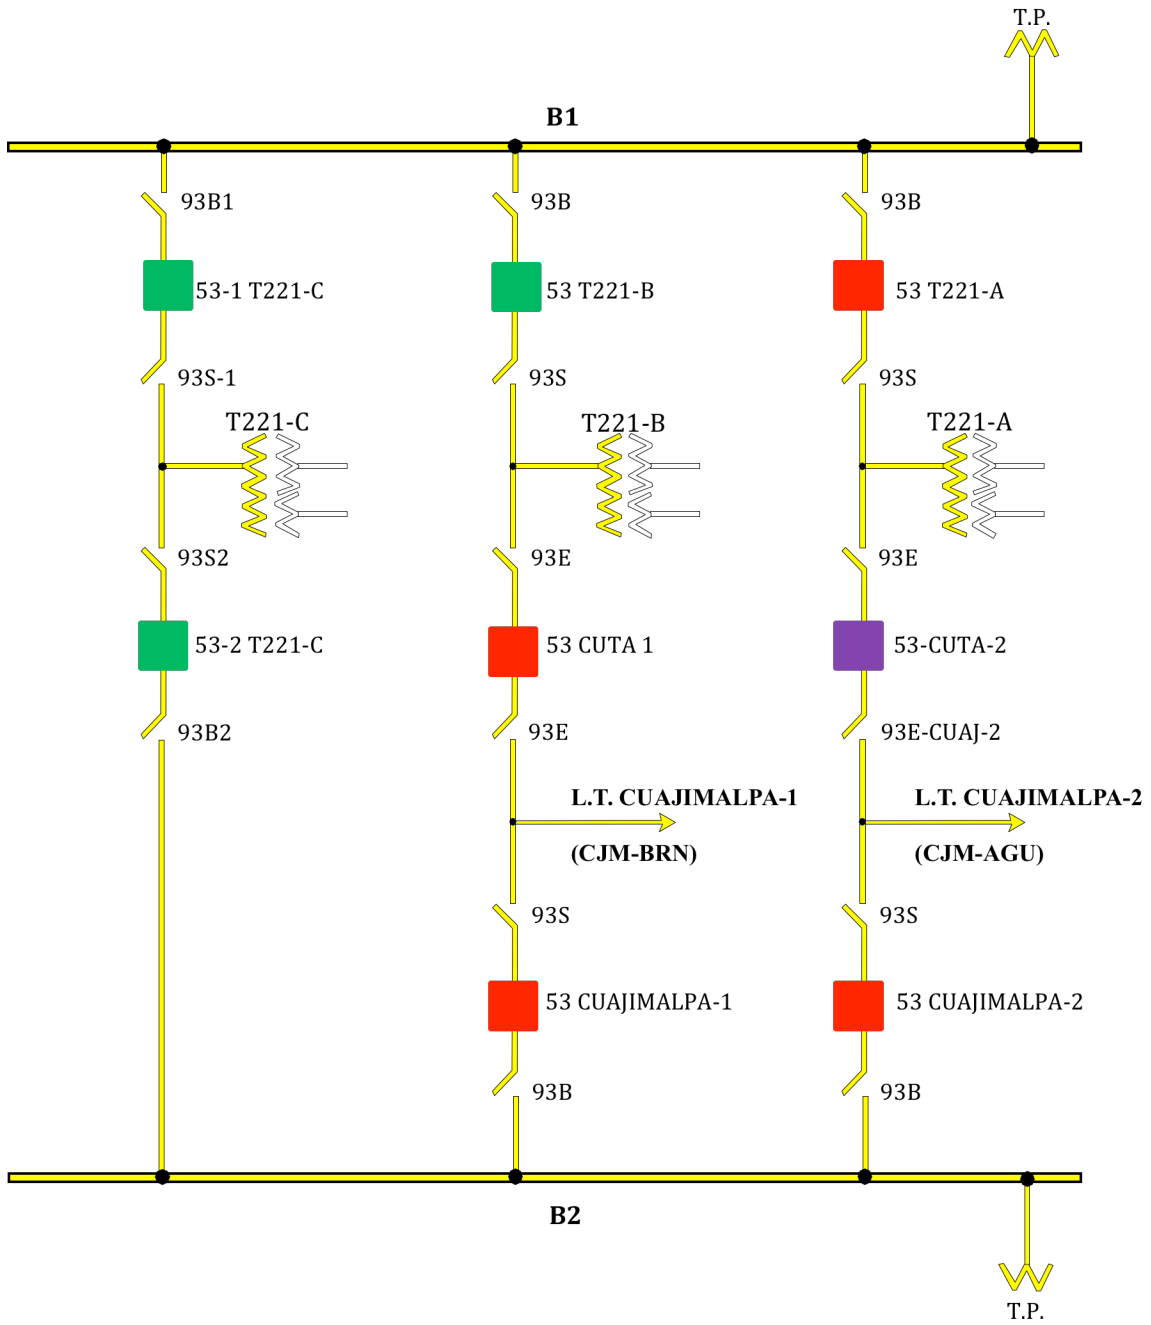 T.P.
B1
93B1
93B
93B
53-1 T221-C
53 T221-B
53 T221-A
93S-1
93S
93S
T221-C
T221-B
T221-A
93S2
93E
93E
53-2 T221-C
53 CUTA 1
53-CUTA-2
93B2
93E
93E-CUAJ-2
L.T. CUAJIMALPA-1
L.T. CUAJIMALPA-2
(CJM-BRN)
(CJM-AGU)
93S
93S
53 CUAJIMALPA-1
53 CUAJIMALPA-2
93B
93B
B2
T.P.